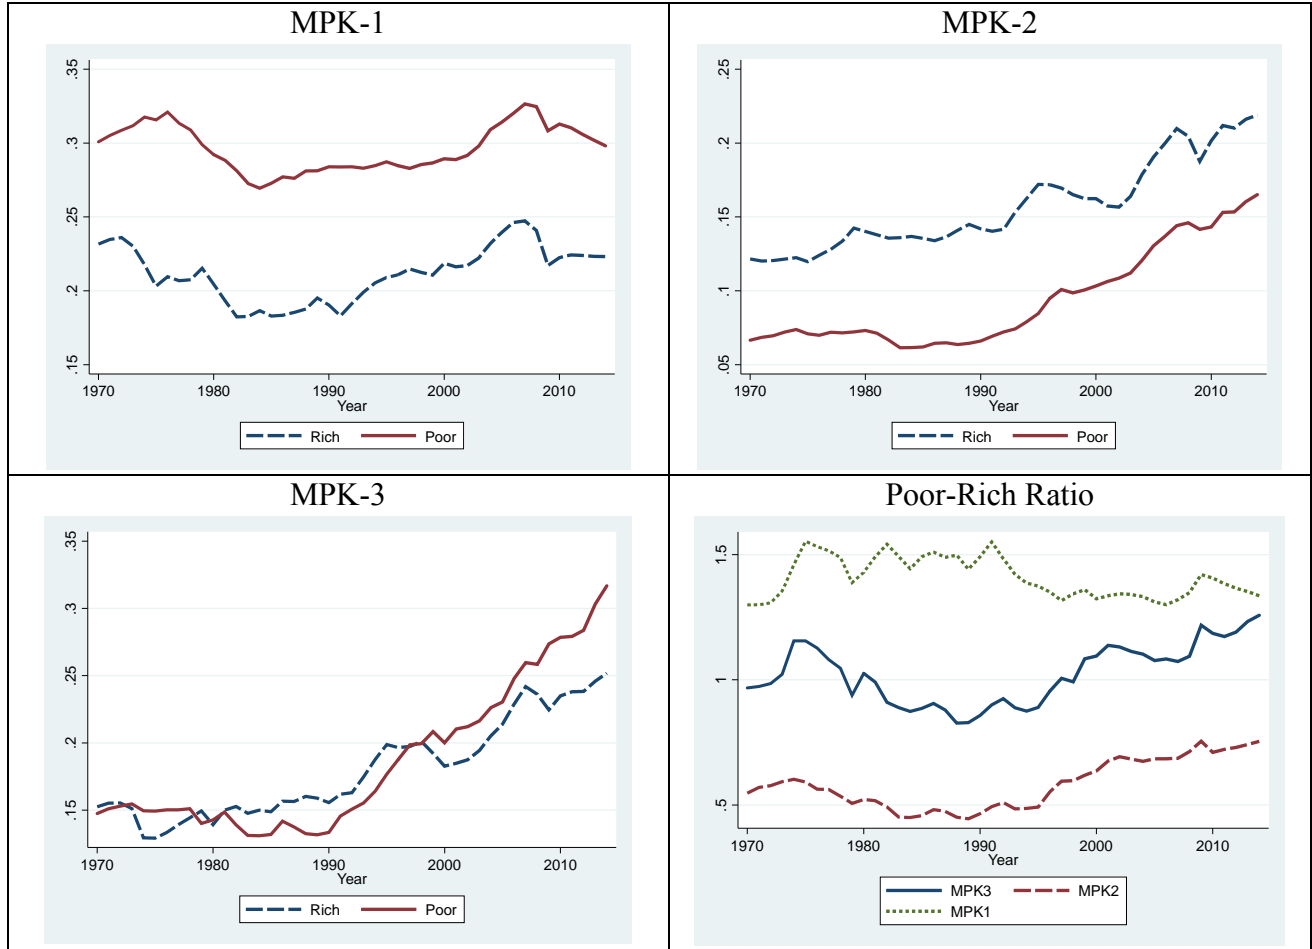 MPK-1
.35
.3
.25
.2
.15
1970 1980 1990 2000 2010
Year
Rich Poor
MPK-2
.25
.2
.15
.1
.05
1970 1980 1990 2000 2010
Year
Rich Poor
MPK-3
.35
.3
.25
.2
.15
1970 1980 1990 2000 2010
Year
Rich Poor
Poor-Rich Ratio
1.5
1
.5
1970 1980 1990 2000 2010
Year
MPK3 MPK2
MPK1